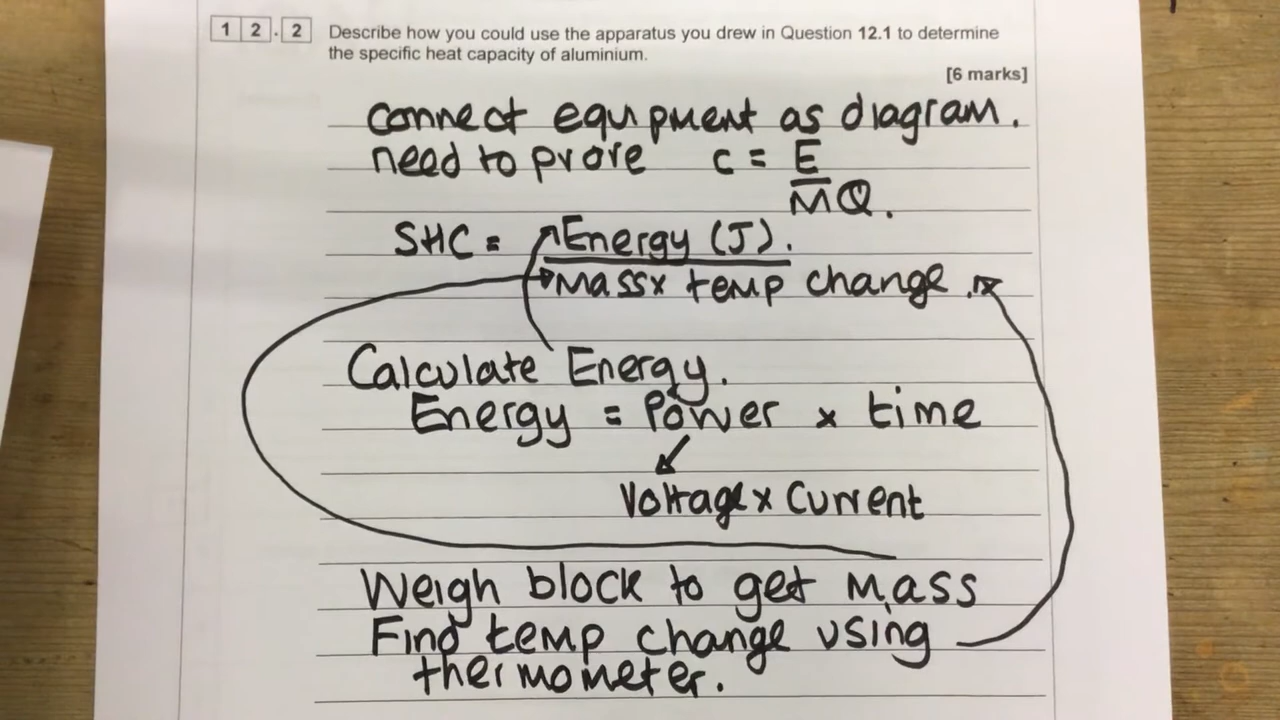 12.2 Describe how you could use the apparatus you drew in Question 12.1 to determine
the specific heat capacity of aluminium.
[6 marks]
connect equipment as diagram.
need to prove c = E
MQ.
SHC = Energy (J).
Mass x temp change.
Calculate Energy.
Energy = Power x time
Voltage x Current
Weigh block to get mass
Find temp change using
thermometer.